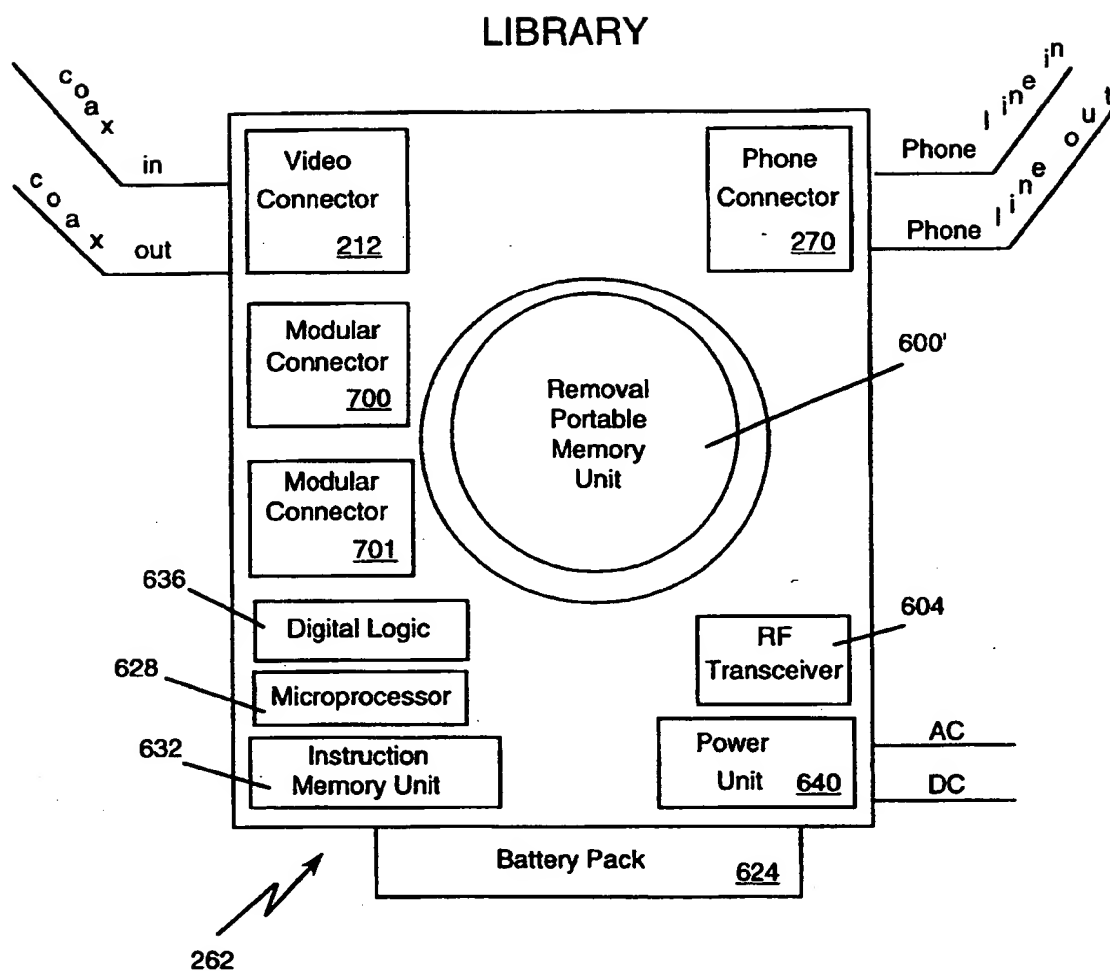 LIBRARY
coax
in
coax
out
Phone line in
Phone line out
Video
Connector
212
Phone
Connector
270
Modular
Connector
700
Removal
Portable
Memory
Unit
600'
Modular
Connector
701
636
Digital Logic
628
Microprocessor
632
Instruction
Memory Unit
RF
Transceiver
604
Power
Unit
640
AC
DC
Battery Pack
624
262